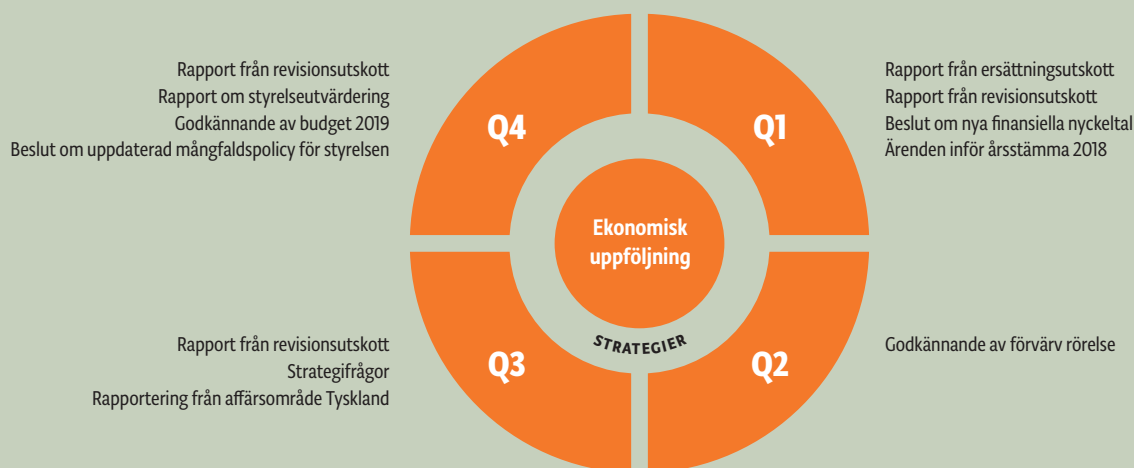 Rapport från revisionsutskott
Rapport om styrelseutvärdering
Godkännande av budget 2019
Beslut om uppdaterad mångfaldspolicy för styrelsen
Q4
Q1
Rapport från ersättningsutskott
Rapport från revisionsutskott
Beslut om nya finansiella nyckeltal
Ärenden inför årsstämma 2018
Ekonomisk
uppföljning
STRATEGIER
Rapport från revisionsutskott
Strategifrågor
Rapportering från affärsområde Tyskland
Q3
Q2
Godkännande av förvärv rörelse